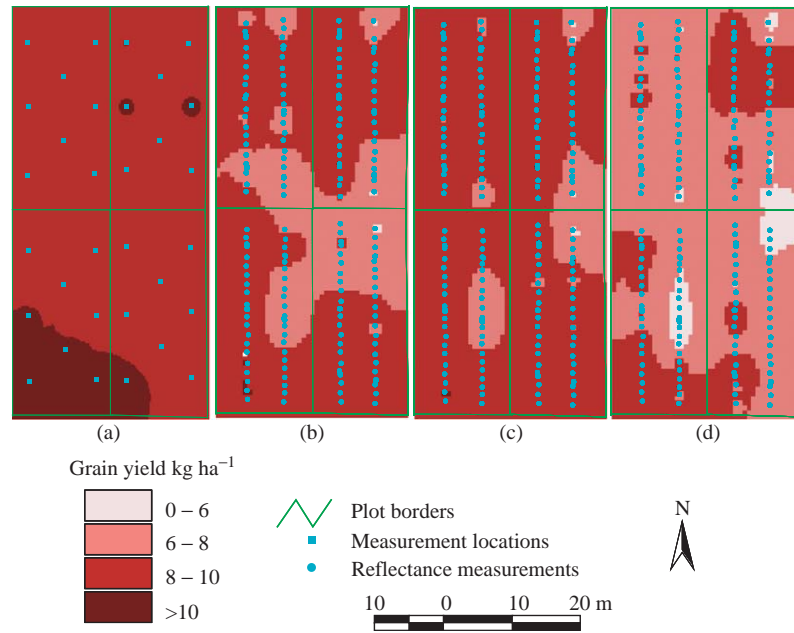 (a) (b) (c) (d)
Grain yield kg ha⁻¹
0 – 6
6 – 8
8 – 10
>10
Plot borders
Measurement locations
Reflectance measurements
N
10 0 10 20 m